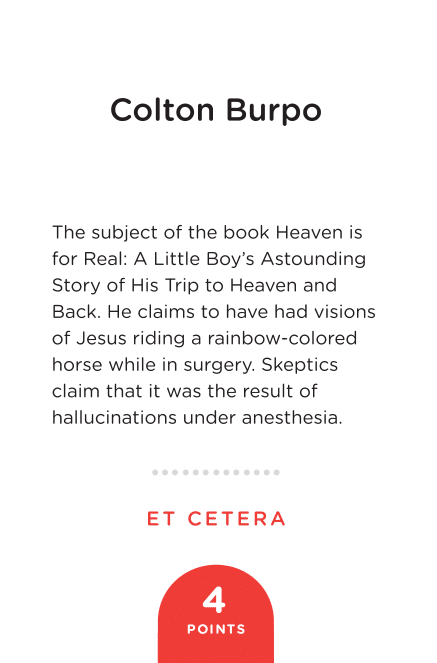 Colton Burpo
The subject of the book Heaven is
for Real: A Little Boy’s Astounding
Story of His Trip to Heaven and
Back. He claims to have had visions
of Jesus riding a rainbow-colored
horse while in surgery. Skeptics
claim that it was the result of
hallucinations under anesthesia.
ET CETERA
4
POINTS